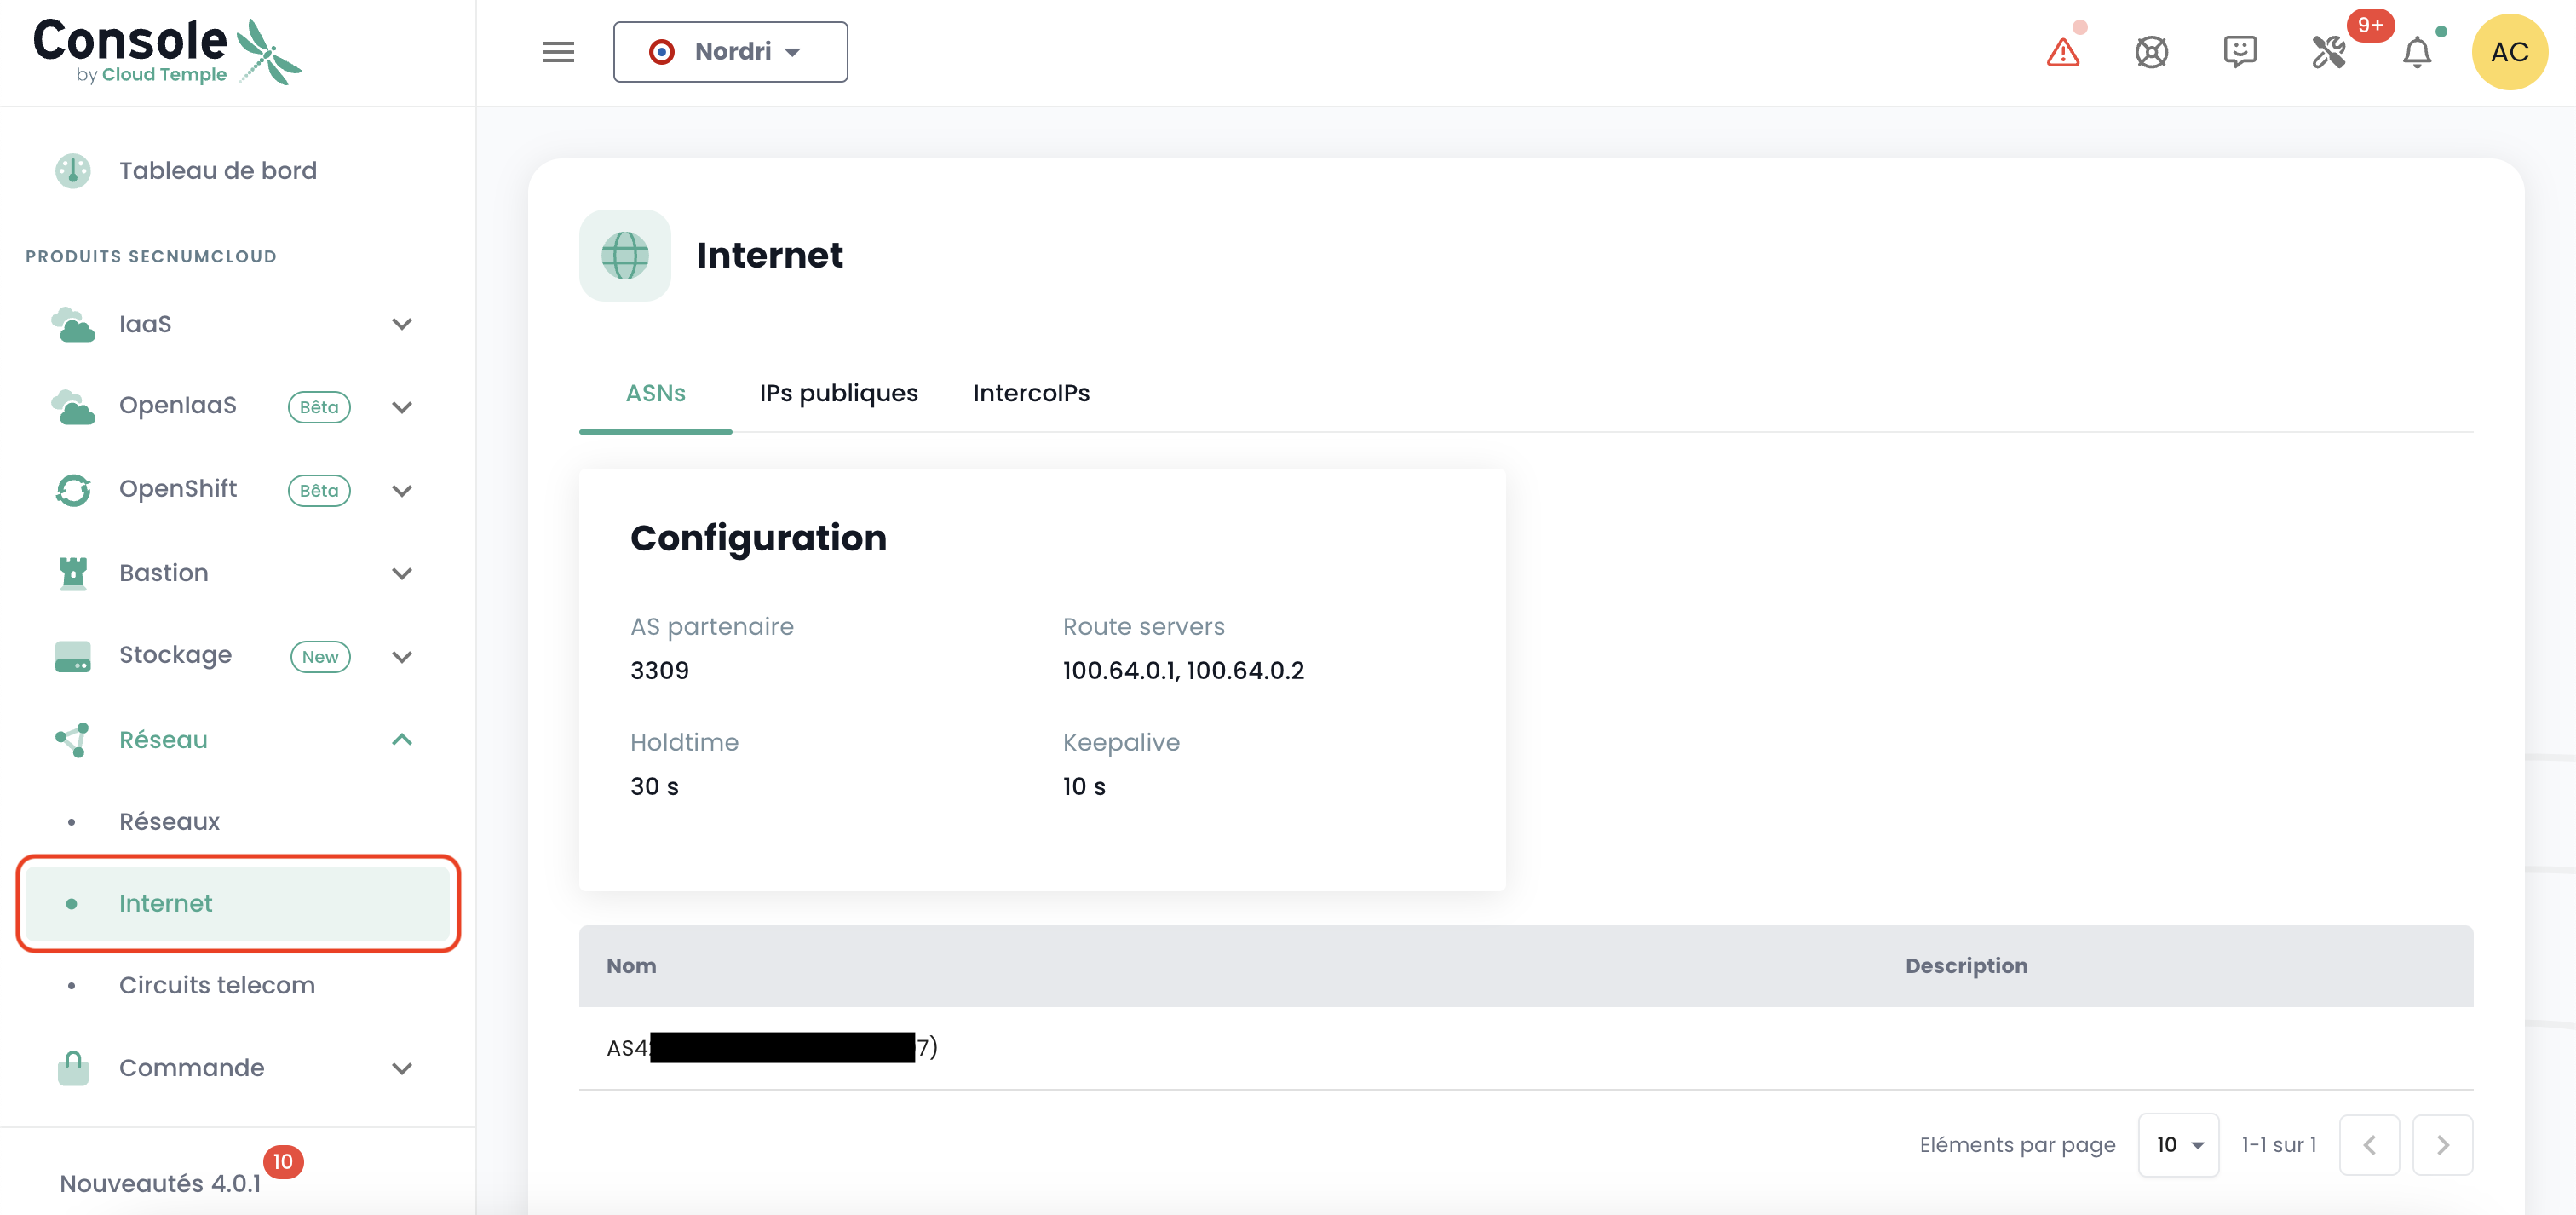 Console
by Cloud Temple
Nordri
9+
AC
Tableau de bord
PRODUITS SECNUMCLOUD
IaaS
OpenIaaS Bêta
OpenShift Bêta
Bastion
Stockage New
Réseau
Réseaux
Internet
Circuits telecom
Commande
Nouveautés 4.0.1 10
Internet
ASNs IPs publiques IntercoIPs
Configuration
AS partenaire Route servers
3309 100.64.0.1, 100.64.0.2
Holdtime Keepalive
30 s 10 s
Nom Description
AS4 7)
Eléments par page 10 1-1 sur 1